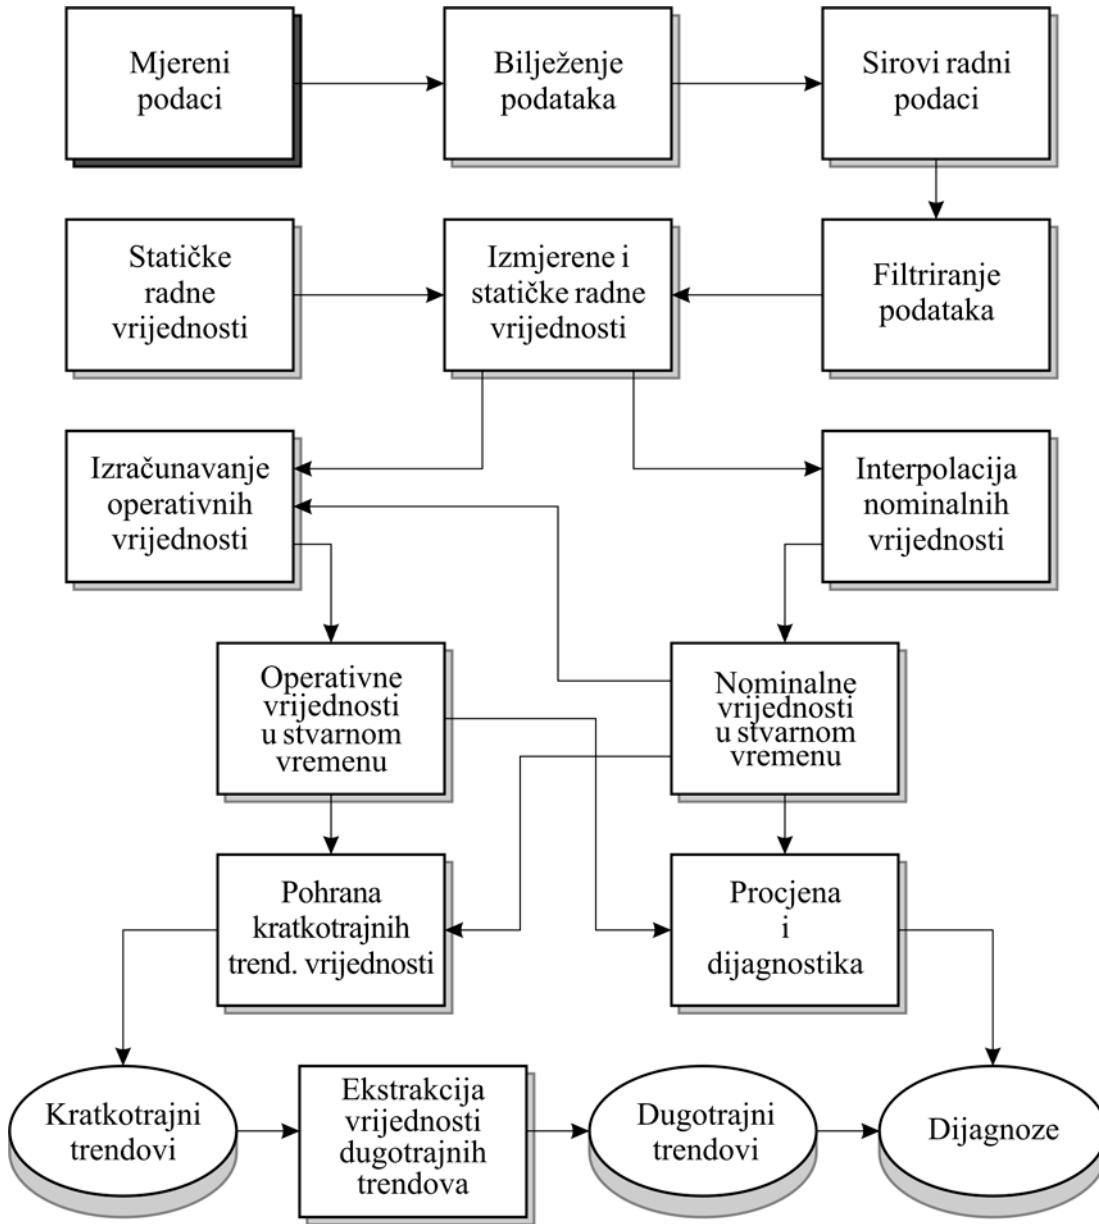 Mjereni
podaci
Bilježenje
podataka
Sirovi radni
podaci
Statičke
radne
vrijednosti
Izmjerene i
statičke radne
vrijednosti
Filtriranje
podataka
Izračunavanje
operativnih
vrijednosti
Interpolacija
nominalnih
vrijednosti
Operativne
vrijednosti
u stvarnom
vremenu
Nominalne
vrijednosti
u stvarnom
vremenu
Pohrana
kratkotrajnih
trend. vrijednosti
Procjena
i
dijagnostika
Kratkotrajni
trendovi
Ekstrakcija
vrijednosti
dugotrajnih
trendova
Dugotrajni
trendovi
Dijagnoze